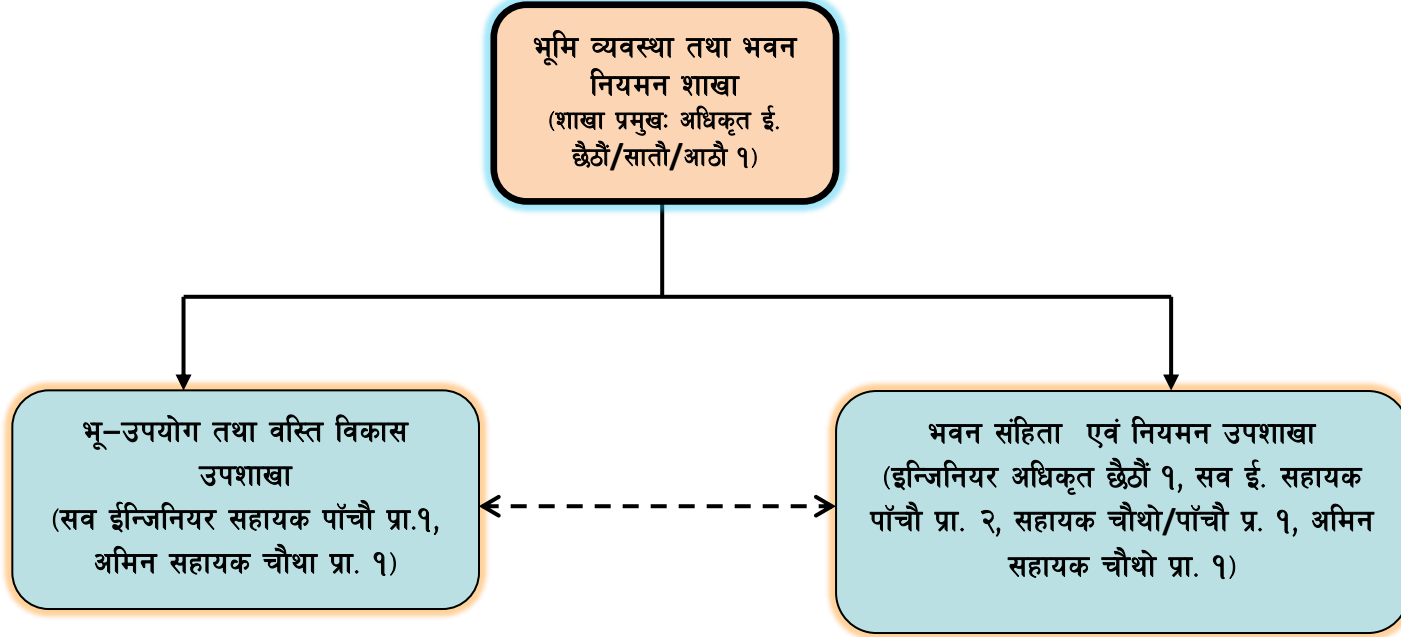 भूमि व्यवस्था तथा भवन
नियमन शाखा
(शाखा प्रमुखः अधिकृत ई.
छैठौं/सातौ/आठौ १)
भू–उपयोग तथा वस्ति विकास
उपशाखा
(सव ईन्जिनियर सहायक पाॅचौ प्रा.१,
अमिन सहायक चौथा प्रा. १)
भवन संहिता एवं नियमन उपशाखा
(इन्जिनियर अधिकृत छैठौं १, सव ई. सहायक
पाॅचौ प्रा. २, सहायक चौथो/पाॅचौ प्र. १, अमिन
सहायक चौथो प्रा. १)